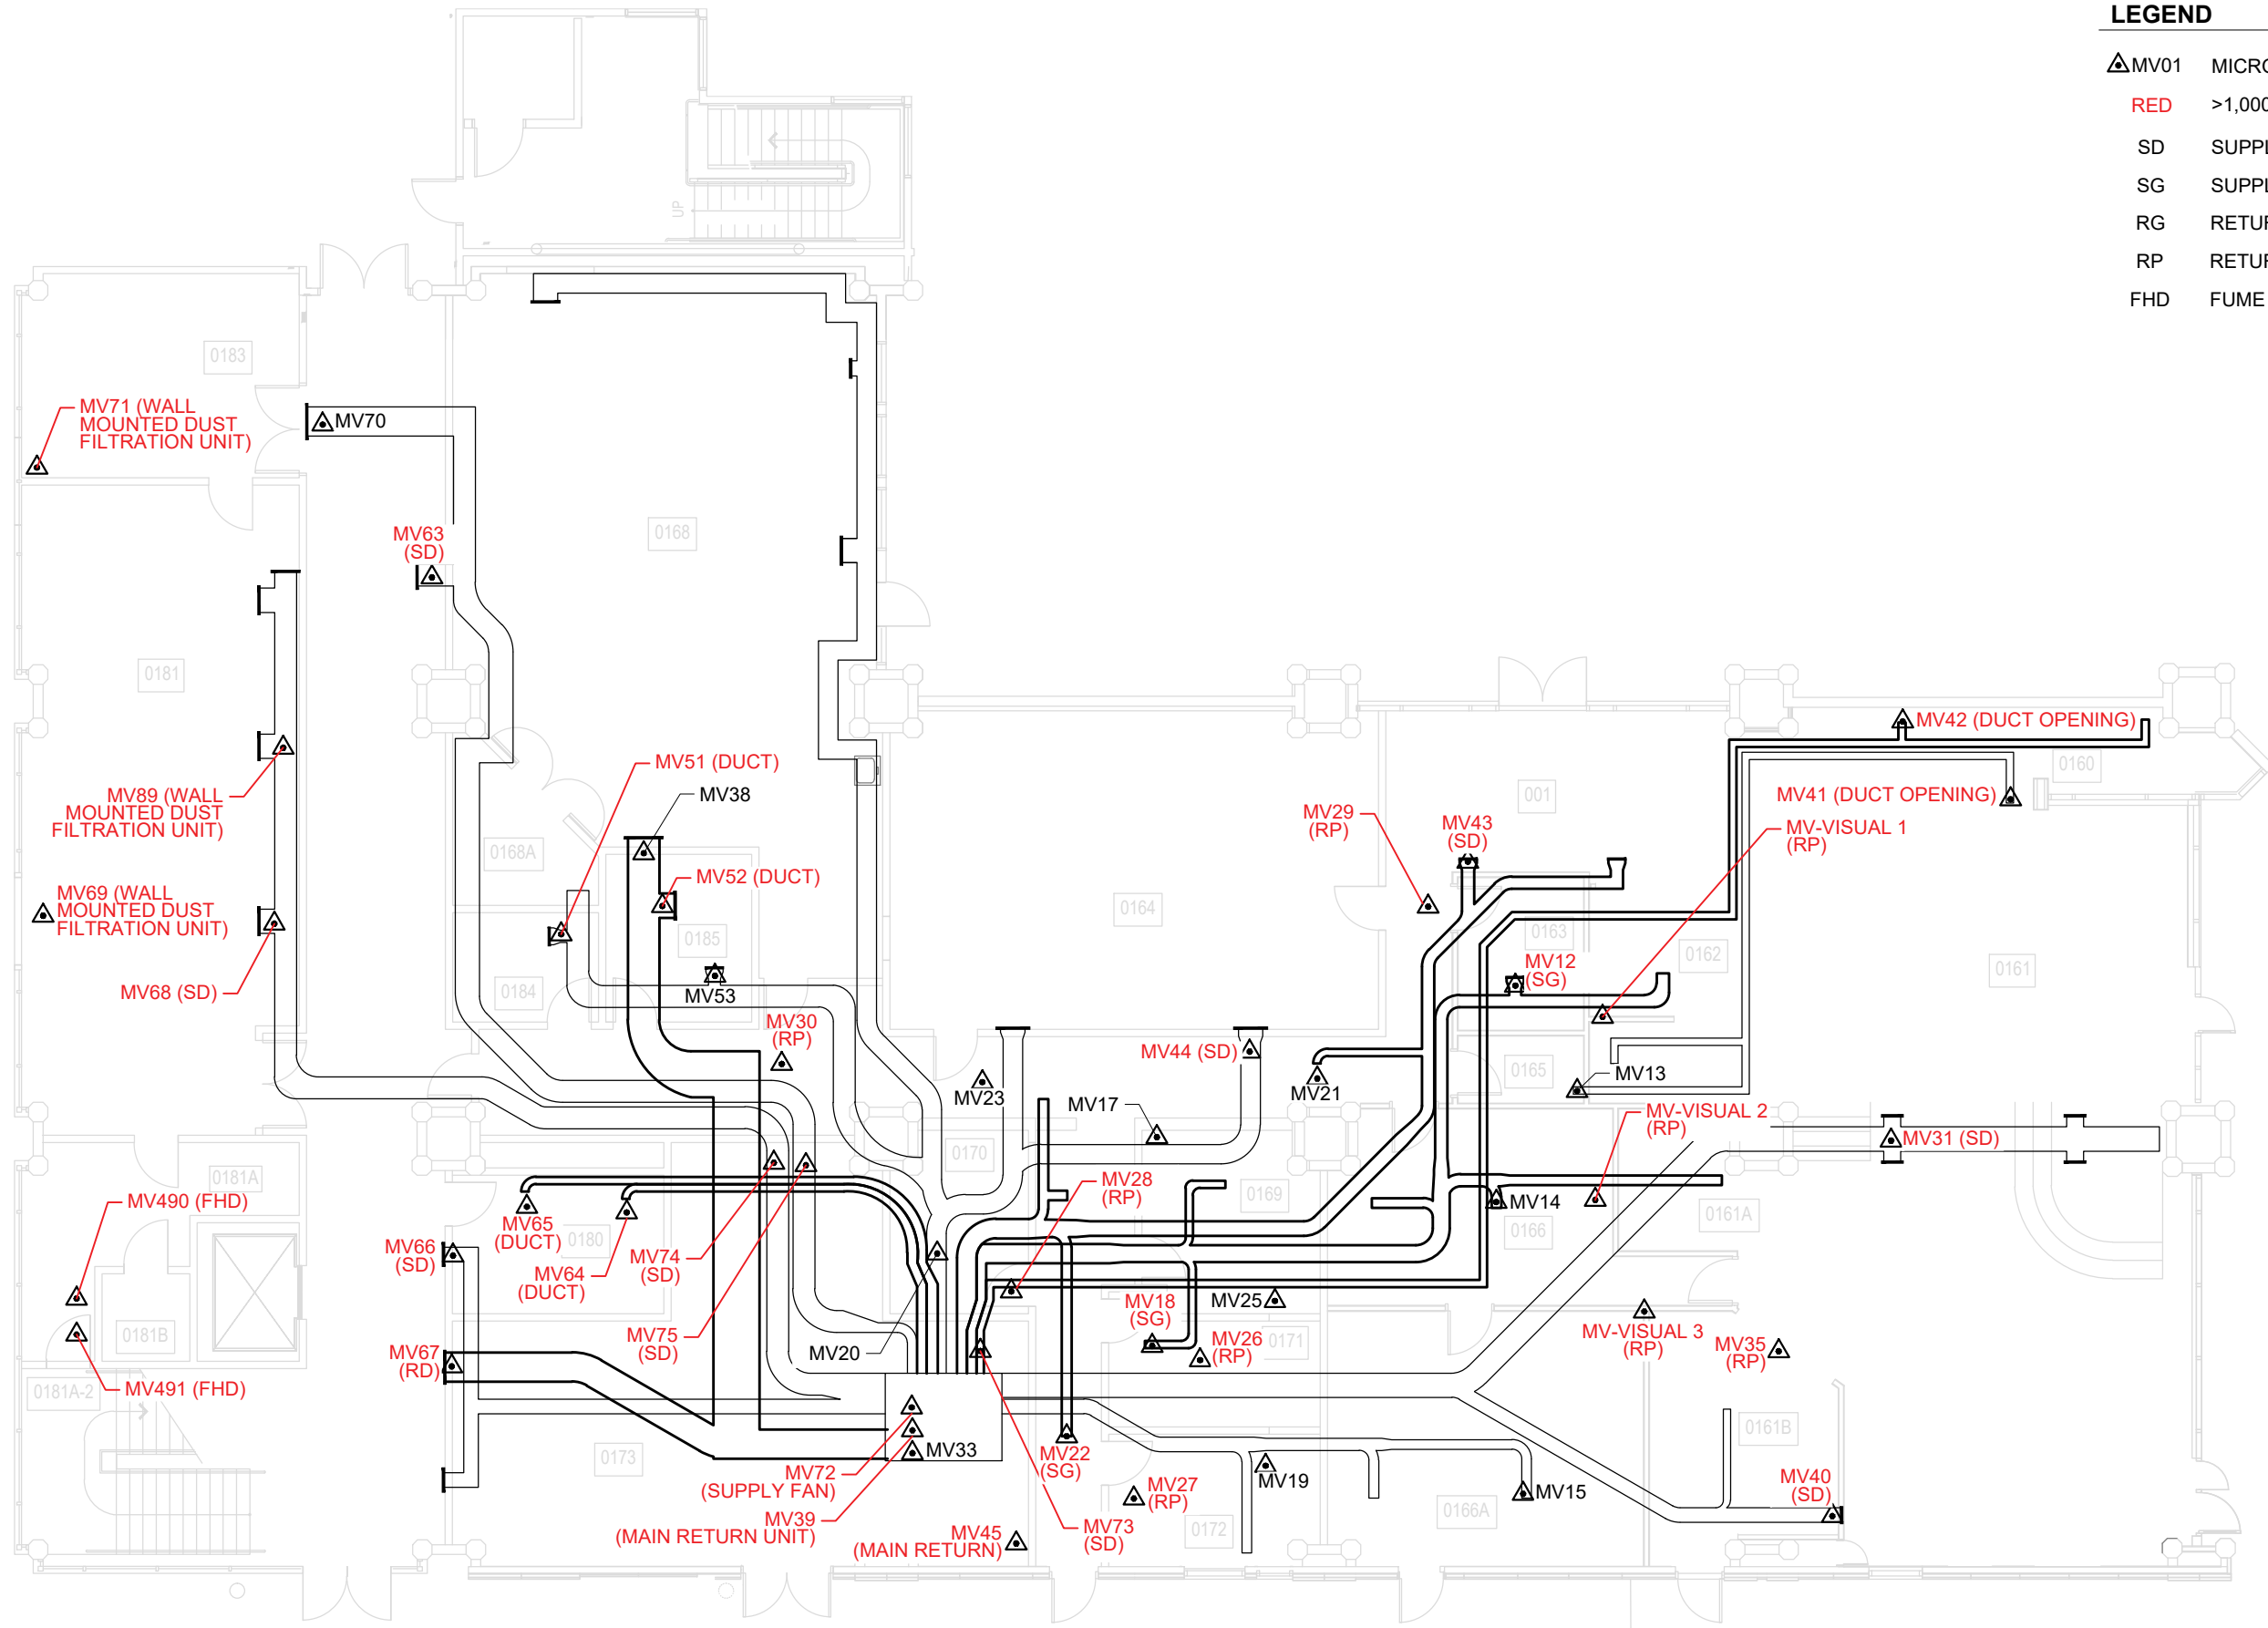 LEGEND
MV01 MICRO
RED >1,000
SD SUPPL
SG SUPPL
RG RETUR
RP RETUR
FHD FUME
UP
0183
MV71 (WALL
MOUNTED DUST
FILTRATION UNIT)
MV70
MV63
(SD)
0168
0181
MV89 (WALL
MOUNTED DUST
FILTRATION UNIT)
MV69 (WALL
MOUNTED DUST
FILTRATION UNIT)
MV68 (SD)
MV51 (DUCT)
MV38
0168A
MV52 (DUCT)
0185
0184
MV53
MV30
(RP)
0164
MV29
(RP)
MV43
(SD)
001
MV42 (DUCT OPENING)
0160
MV41 (DUCT OPENING)
MV-VISUAL 1
(RP)
0163
MV12
(SG)
0162
0161
MV44 (SD)
MV23
MV17
MV21
0165
MV13
MV-VISUAL 2
(RP)
MV31 (SD)
0170
MV28
(RP)
0169
MV14
0166
0161A
0181A
MV490 (FHD)
MV65
(DUCT)
0180
MV64
(DUCT)
MV74
(SD)
MV66
(SD)
MV75
(SD)
MV20
MV18
(SG)
MV25
MV26
(RP)
0171
MV-VISUAL 3
(RP)
MV35
(RP)
0181B
MV67
(RD)
MV491 (FHD)
0181A-2
0173
MV33
MV72
(SUPPLY FAN)
MV39
(MAIN RETURN UNIT)
MV45
(MAIN RETURN)
MV22
(SG)
MV27
(RP)
MV73
(SD)
0172
MV19
MV15
0166A
0161B
MV40
(SD)